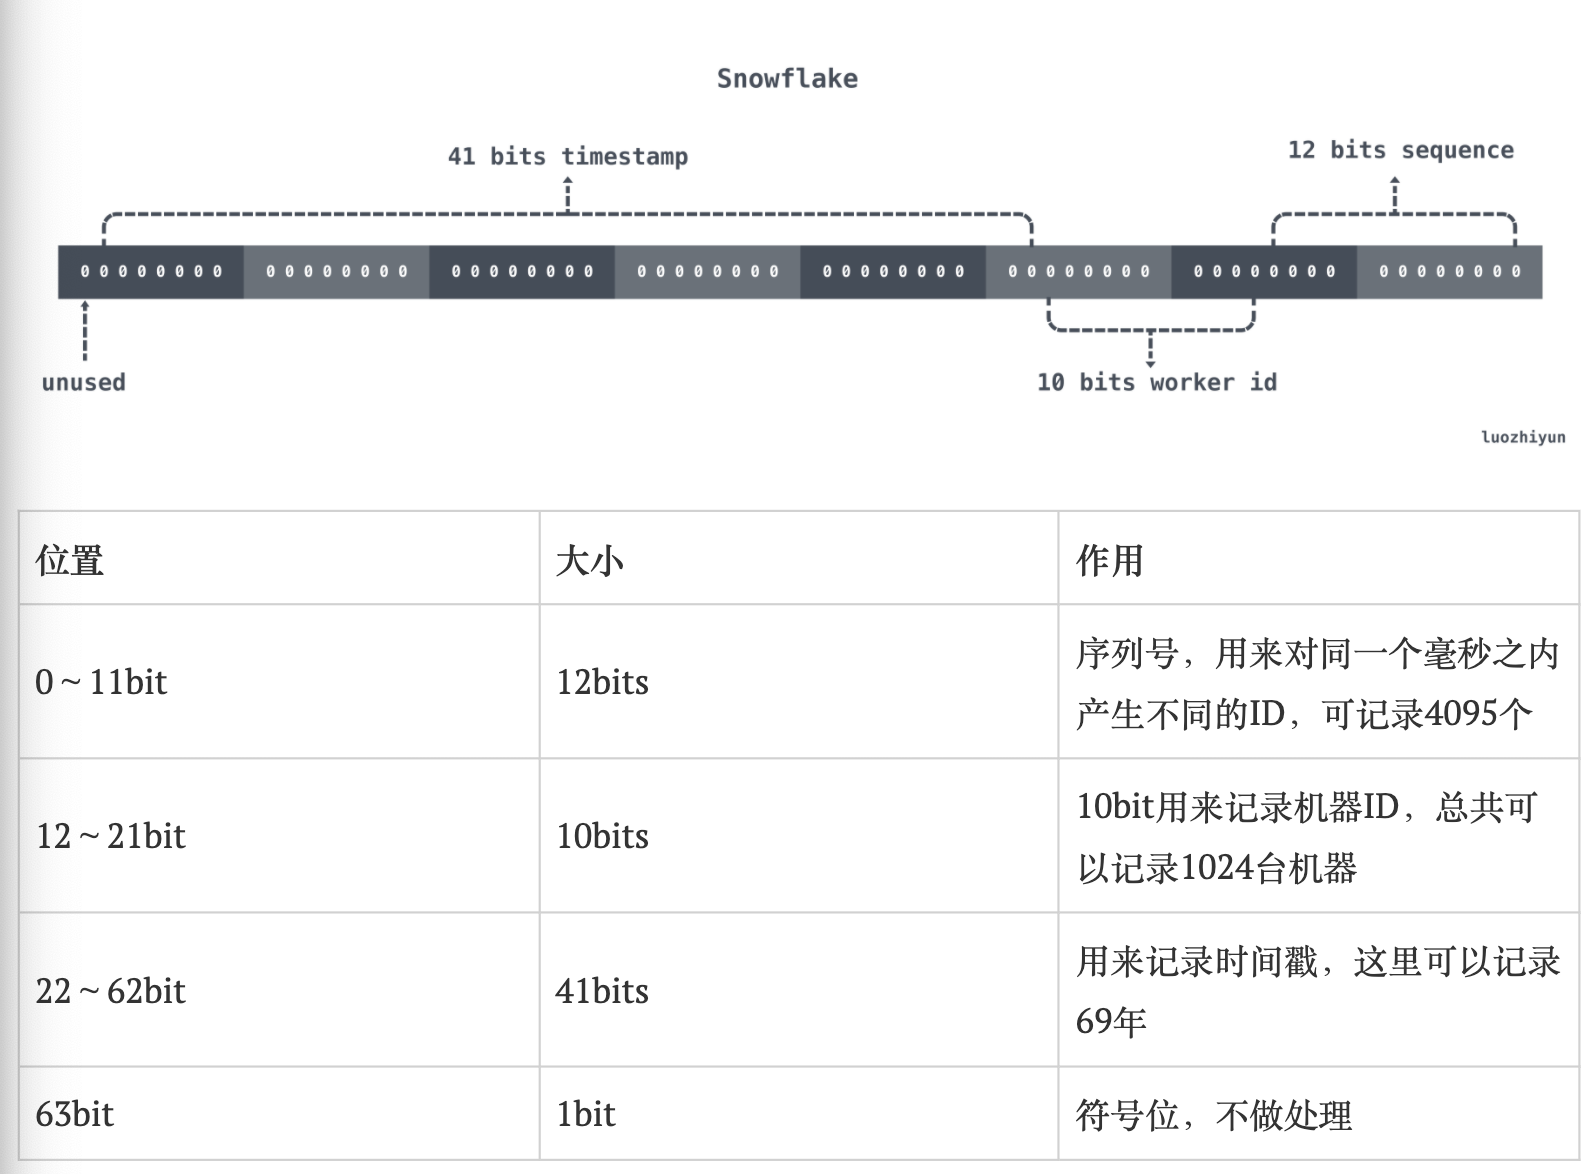 Snowflake
41 bits timestamp
12 bits sequence
0 0 0 0 0 0 0 0 0 0 0 0 0 0 0 0 0 0 0 0 0 0 0 0 0 0 0 0 0 0 0 0 0 0 0 0 0 0 0 0 0 0 0 0 0 0 0 0 0 0 0 0 0 0 0 0 0 0 0 0 0 0 0 0
unused
10 bits worker id
luozhiyun
位置 大小 作用
0 ~ 11bit 12bits 序列号，用来对同一个毫秒之内
产生不同的ID，可记录4095个
12 ~ 21bit 10bits 10bit用来记录机器ID，总共可
以记录1024台机器
22 ~ 62bit 41bits 用来记录时间戳，这里可以记录
69年
63bit 1bit 符号位，不做处理